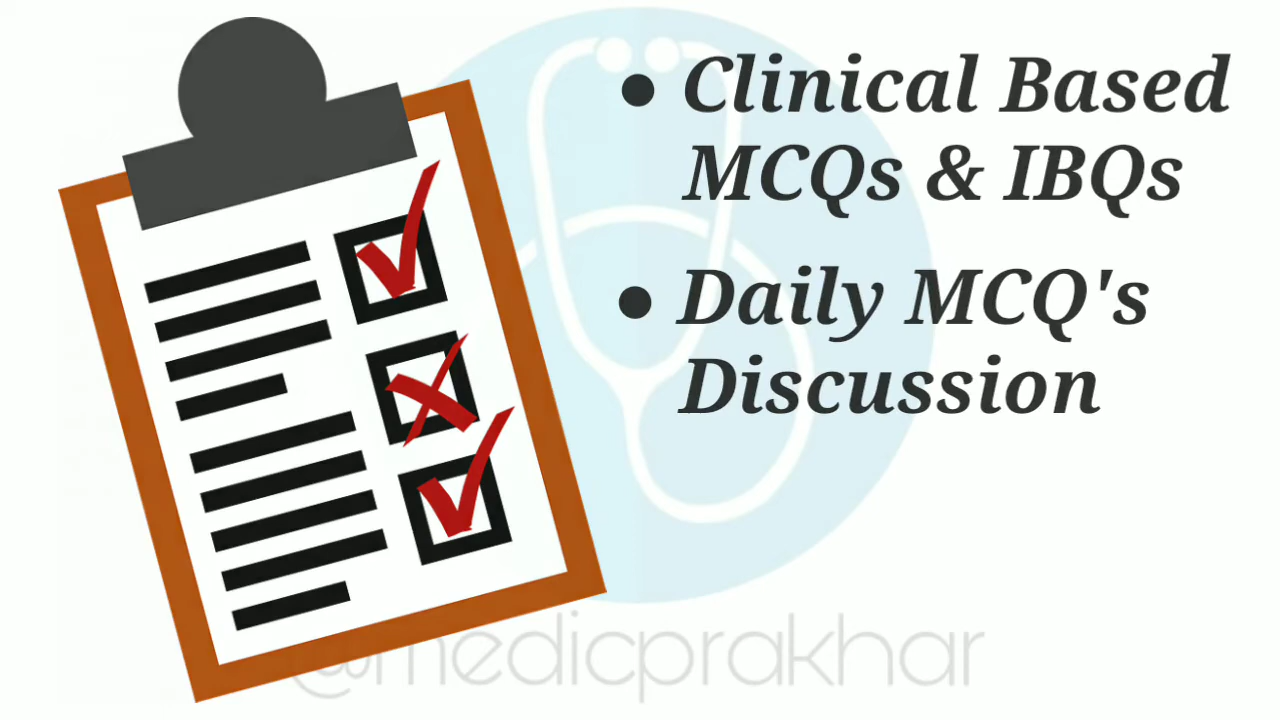 • Clinical Based
MCQs & IBQs
• Daily MCQ's
Discussion
@medicprakhar